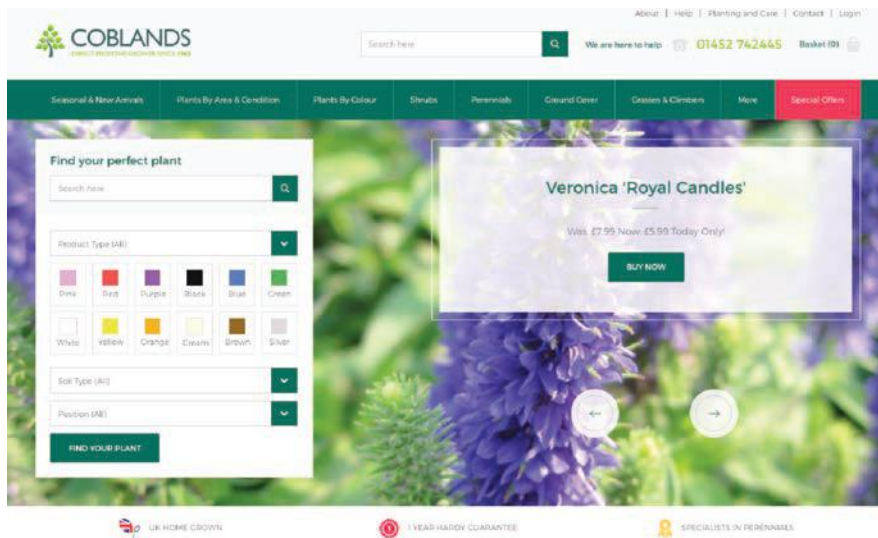 About | Help | Planting and Care | Contact | Login
COBLANDS
Search here
We are here to help 01452 742445 Basket (0)
Seasonal & New Arrivals Plants By Area & Condition Plants By Colour Shrubs Perennials Ground Cover Grasses & Climbers More Special Offers
Find your perfect plant
Search here
Product Type (All)
Pink Red Purple Black Blue Green
White Yellow Orange Cream Brown Silver
Soil Type (All)
Position (All)
FIND YOUR PLANT
Veronica 'Royal Candles'
Was: £7.99 Now: £5.99 Today Only!
BUY NOW
UK HOME GROWN 1 YEAR HARDY GUARANTEE SPECIALISTS IN PERENNIALS